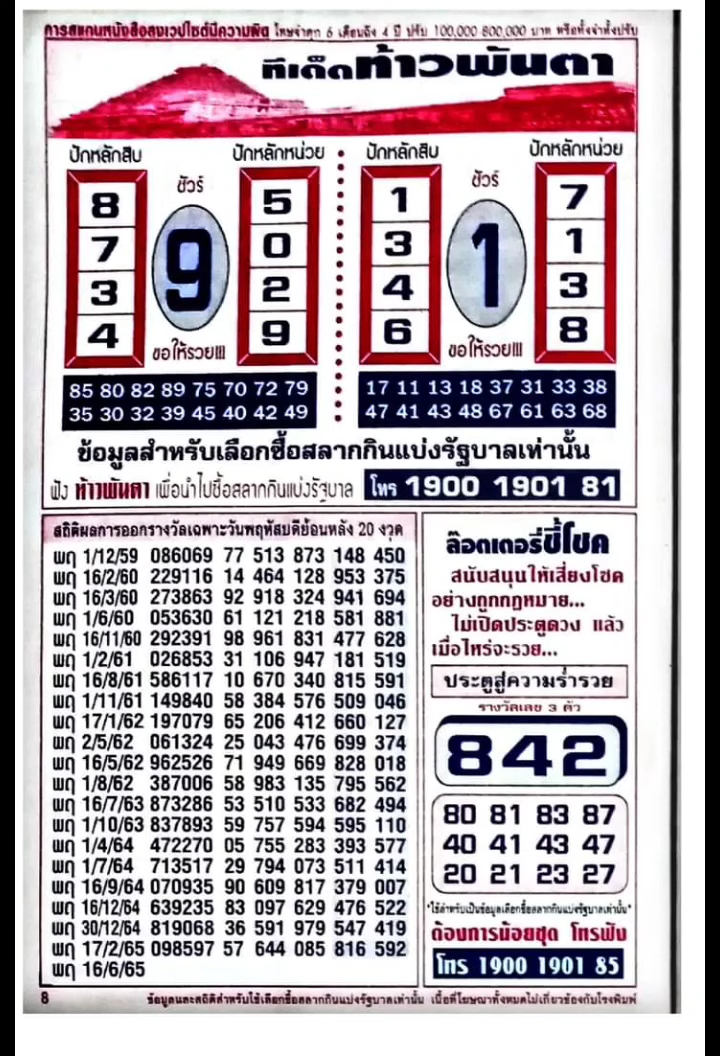 การสแกนหนังสือลงเวปไซต์มีความผิด โทษจำคุก 6 เดือนถึง 4 ปี ปรับ 100,000 800,000 บาท หรือทั้งจำทั้งปรับ
ทีเด็ดท้าวพันตา
ปักหลักสิบ ปักหลักหน่วย ปักหลักสิบ ปักหลักหน่วย
ชัวร์ ชัวร์
8 5 1 7
7 0 3 1
9 1
3 2 4 3
4 9 6 8
ขอให้รวย!!! ขอให้รวย!!!
85 80 82 89 75 70 72 79
35 30 32 39 45 40 42 49
17 11 13 18 37 31 33 38
47 41 43 48 67 61 63 68
ข้อมูลสำหรับเลือกซื้อสลากกินแบ่งรัฐบาลเท่านั้น
ฟัง ท้าวพันตา เพื่อนำไปซื้อสลากกินแบ่งรัฐบาล โทร 1900 1901 81
สถิติผลการออกรางวัลเฉพาะวันพฤหัสบดีย้อนหลัง 20 งวด
พฤ 1/12/59 086069 77 513 873 148 450
พฤ 16/2/60 229116 14 464 128 953 375
พฤ 16/3/60 273863 92 918 324 941 694
พฤ 1/6/60 053630 61 121 218 581 881
พฤ 16/11/60 292391 98 961 831 477 628
พฤ 1/2/61 026853 31 106 947 181 519
พฤ 16/8/61 586117 10 670 340 815 591
พฤ 1/11/61 149840 58 384 576 509 046
พฤ 17/1/62 197079 65 206 412 660 127
พฤ 2/5/62 061324 25 043 476 699 374
พฤ 16/5/62 962526 71 949 669 828 018
พฤ 1/8/62 387006 58 983 135 795 562
พฤ 16/7/63 873286 53 510 533 682 494
พฤ 1/10/63 837893 59 757 594 595 110
พฤ 1/4/64 472270 05 755 283 393 577
พฤ 1/7/64 713517 29 794 073 511 414
พฤ 16/9/64 070935 90 609 817 379 007
พฤ 16/12/64 639235 83 097 629 476 522
พฤ 30/12/64 819068 36 591 979 547 419
พฤ 17/2/65 098597 57 644 085 816 592
พฤ 16/6/65
ล๊อตเตอรี่ชี้โชค
สนับสนุนให้เสี่ยงโชค
อย่างถูกกฎหมาย...
ไม่เปิดประตูดวง แล้ว
เมื่อไหร่จะรวย...
ประตูสู่ความร่ำรวย
รางวัลเลข 3 ตัว
842
80 81 83 87
40 41 43 47
20 21 23 27
"ใช้สำหรับเป็นข้อมูลเลือกซื้อสลากกินแบ่งรัฐบาลเท่านั้น"
ต้องการน้อยชุด โทรฟัง
โทร 1900 1901 85
8 ข้อมูลและสถิติสำหรับใช้เลือกซื้อสลากกินแบ่งรัฐบาลเท่านั้น เนื้อที่โฆษณาทั้งหมดไม่เกี่ยวข้องกับโรงพิมพ์